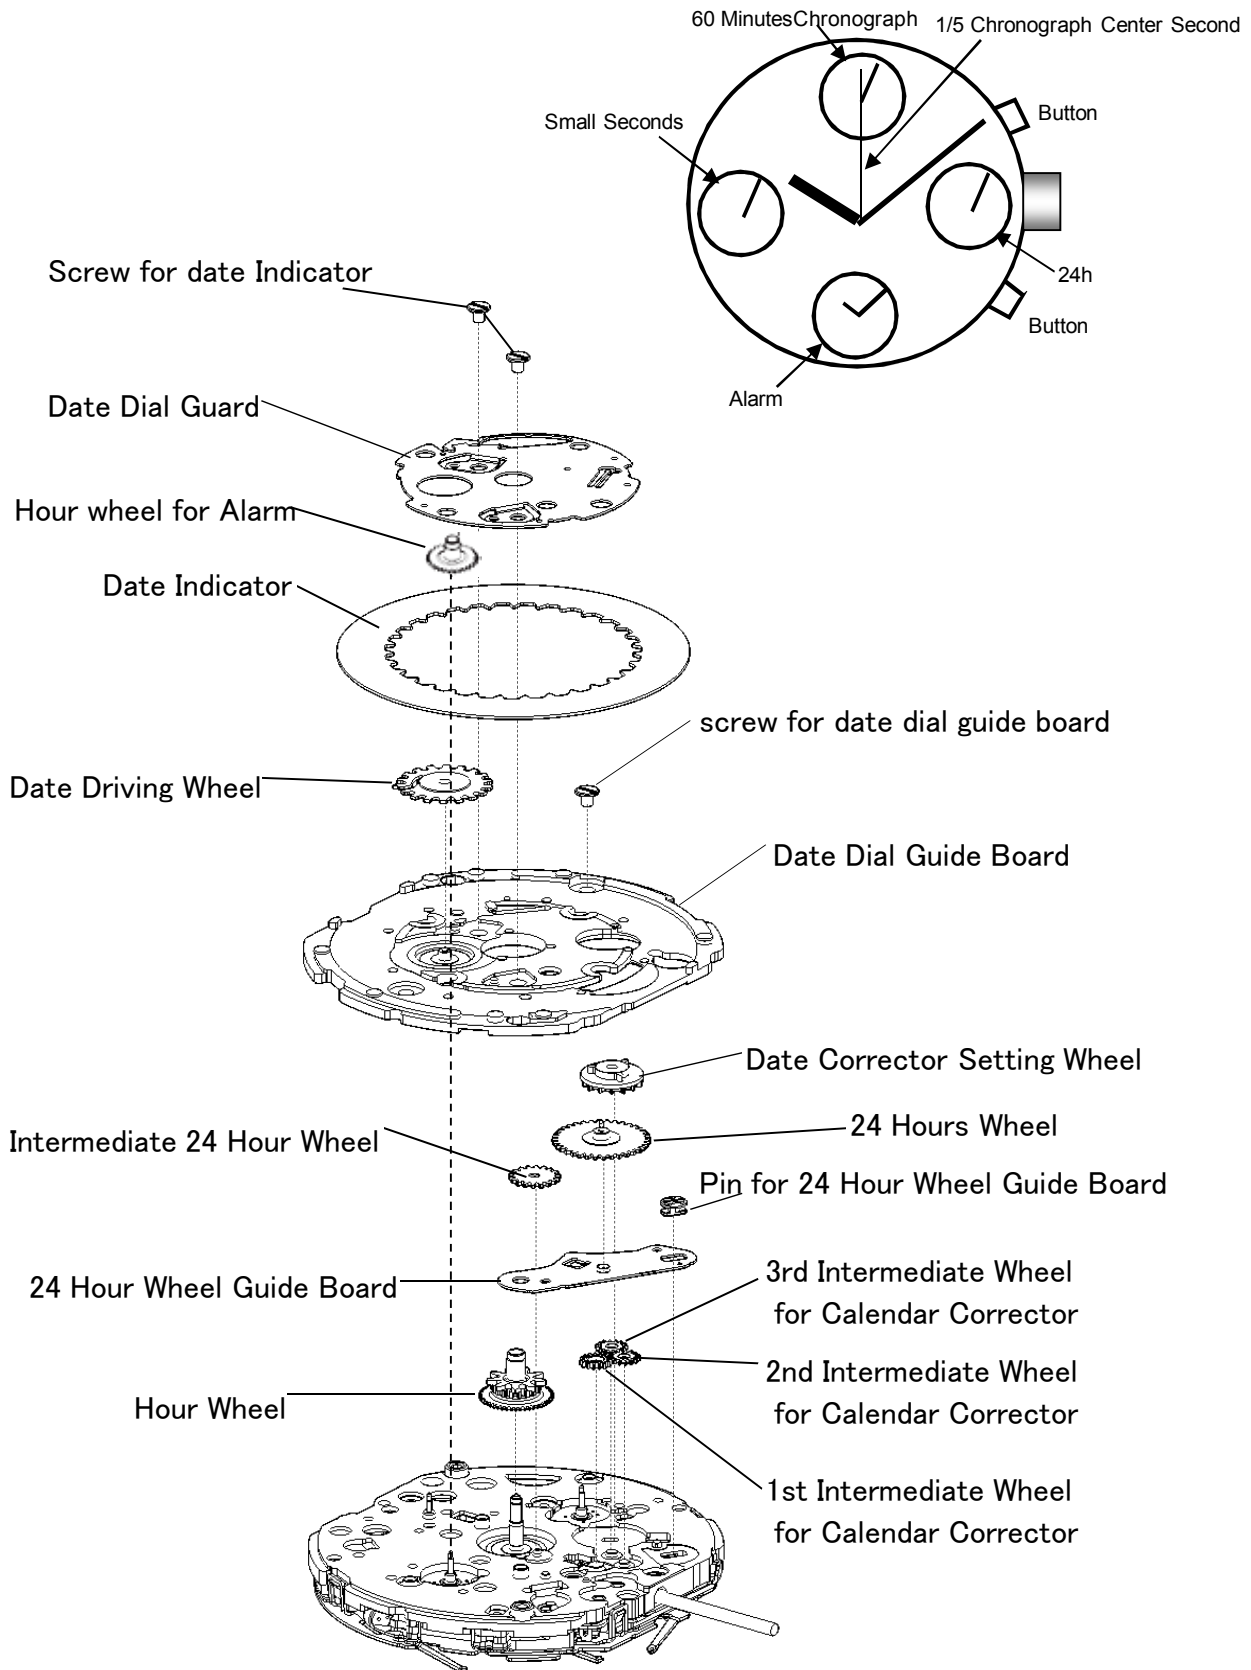 60 MinutesChronograph
1/5 Chronograph Center Second
Button
Small Seconds
24h
Button
Alarm
Screw for date Indicator
Date Dial Guard
Hour wheel for Alarm
Date Indicator
screw for date dial guide board
Date Driving Wheel
Date Dial Guide Board
Date Corrector Setting Wheel
24 Hours Wheel
Intermediate 24 Hour Wheel
Pin for 24 Hour Wheel Guide Board
24 Hour Wheel Guide Board
3rd Intermediate Wheel
for Calendar Corrector
2nd Intermediate Wheel
for Calendar Corrector
Hour Wheel
1st Intermediate Wheel
for Calendar Corrector